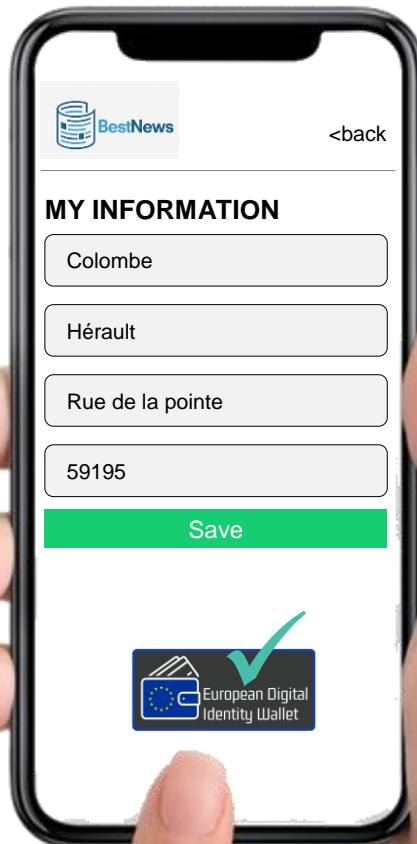 BestNews
<back
MY INFORMATION
Colombe
Hérault
Rue de la pointe
59195
Save
European Digital
Identity Wallet